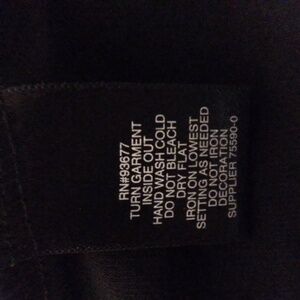 RN#93677
TURN GARMENT
INSIDE OUT
HAND WASH COLD
DO NOT BLEACH
DRY FLAT
IRON ON LOWEST
SETTING AS NEEDED
DO NOT IRON
DECORATION
SUPPLIER 75590-0